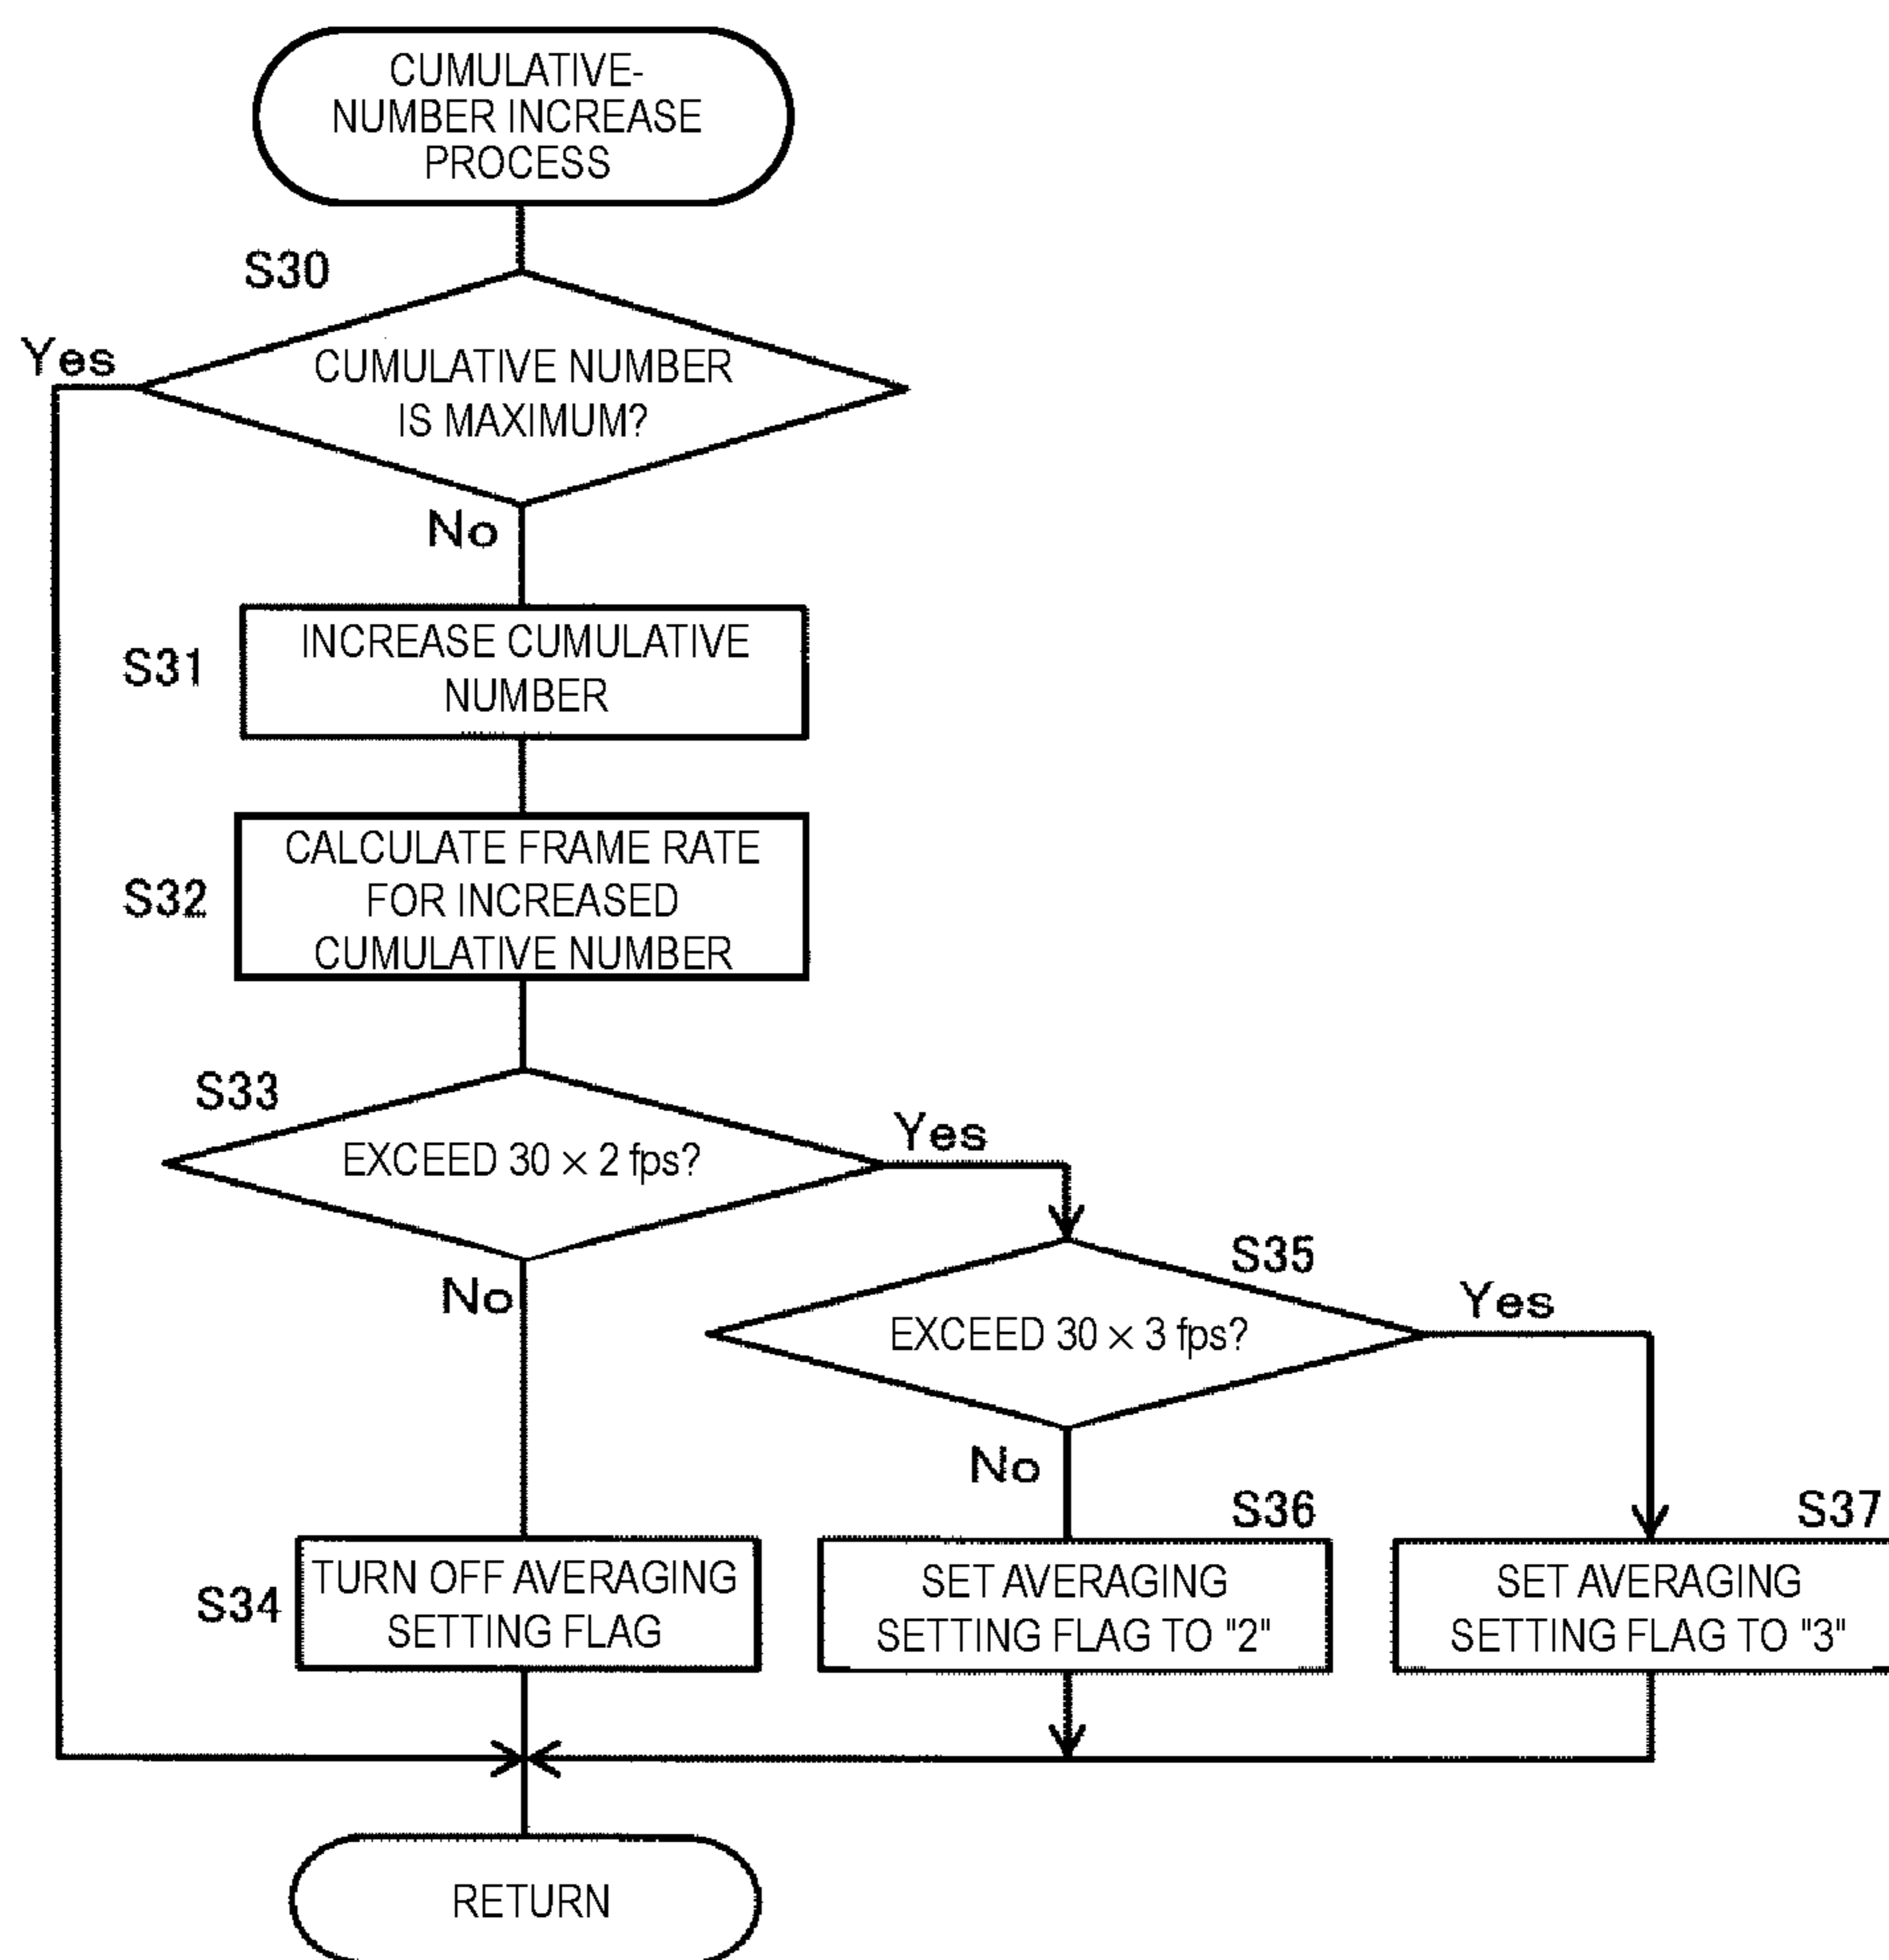 CUMULATIVE-
NUMBER INCREASE
PROCESS
S30
Yes
CUMULATIVE NUMBER
IS MAXIMUM?
No
S31
INCREASE CUMULATIVE
NUMBER
S32
CALCULATE FRAME RATE
FOR INCREASED
CUMULATIVE NUMBER
S33
EXCEED 30 × 2 fps?
Yes
No
S35
EXCEED 30 × 3 fps?
Yes
No
S34
TURN OFF AVERAGING
SETTING FLAG
S36
SET AVERAGING
SETTING FLAG TO "2"
S37
SET AVERAGING
SETTING FLAG TO "3"
RETURN